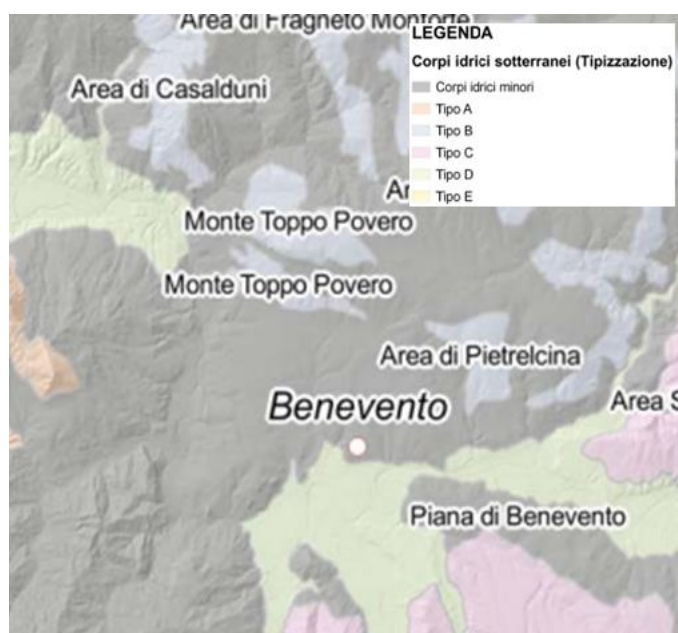 Area di Fragneto Monforte
LEGENDA
Corpi idrici sotterranei (Tipizzazione)
Corpi idrici minori
Tipo A
Tipo B
Tipo C
Tipo D
Tipo E
Area di Casalduni
Monte Toppo Povero
Monte Toppo Povero
Area di Pietrelcina
Benevento
Area S
Piana di Benevento